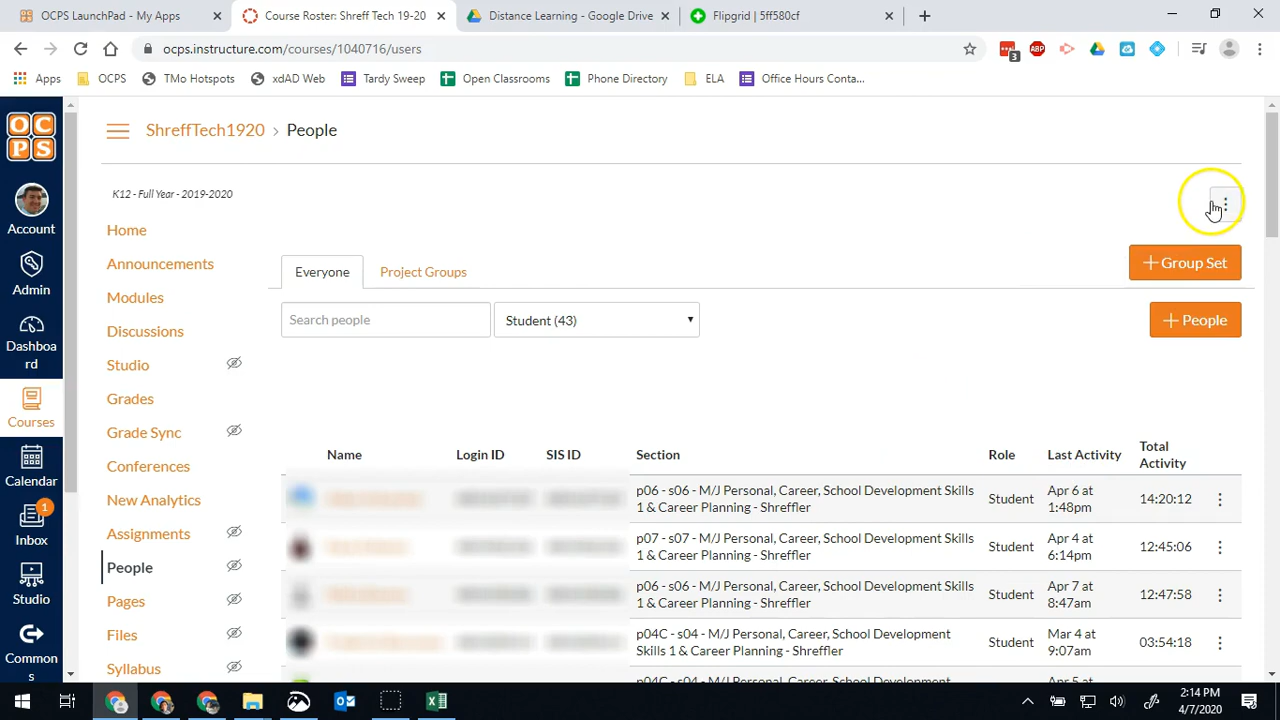 OCPS LaunchPad - My Apps
Course Roster: Shreff Tech 19-20
Distance Learning - Google Drive
Flipgrid | 5ff580cf
ocps.instructure.com/courses/1040716/users
3
ABP
Apps
OCPS
TMo Hotspots
xdAD Web
Tardy Sweep
Open Classrooms
Phone Directory
ELA
Office Hours Conta...
OC
PS
Account
Admin
Dashboa
rd
Courses
Calendar
1
Inbox
Studio
Common
s
ShreffTech1920 › People
K12 - Full Year - 2019-2020
Home
Announcements
Modules
Discussions
Studio
Grades
Grade Sync
Conferences
New Analytics
Assignments
People
Pages
Files
Syllabus
+ Group Set
Everyone
Project Groups
Search people
Student (43)
+ People
Name Login ID SIS ID Section Role Last Activity Total Activity
p06 - s06 - M/J Personal, Career, School Development Skills Student Apr 6 at 14:20:12
1 & Career Planning - Shreffler 1:48pm
p07 - s07 - M/J Personal, Career, School Development Skills Student Apr 4 at 12:45:06
1 & Career Planning - Shreffler 6:14pm
p06 - s06 - M/J Personal, Career, School Development Skills Student Apr 7 at 12:47:58
1 & Career Planning - Shreffler 8:47am
p04C - s04 - M/J Personal, Career, School Development Student Mar 4 at 03:54:18
Skills 1 & Career Planning - Shreffler 9:07am
2:14 PM
4/7/2020